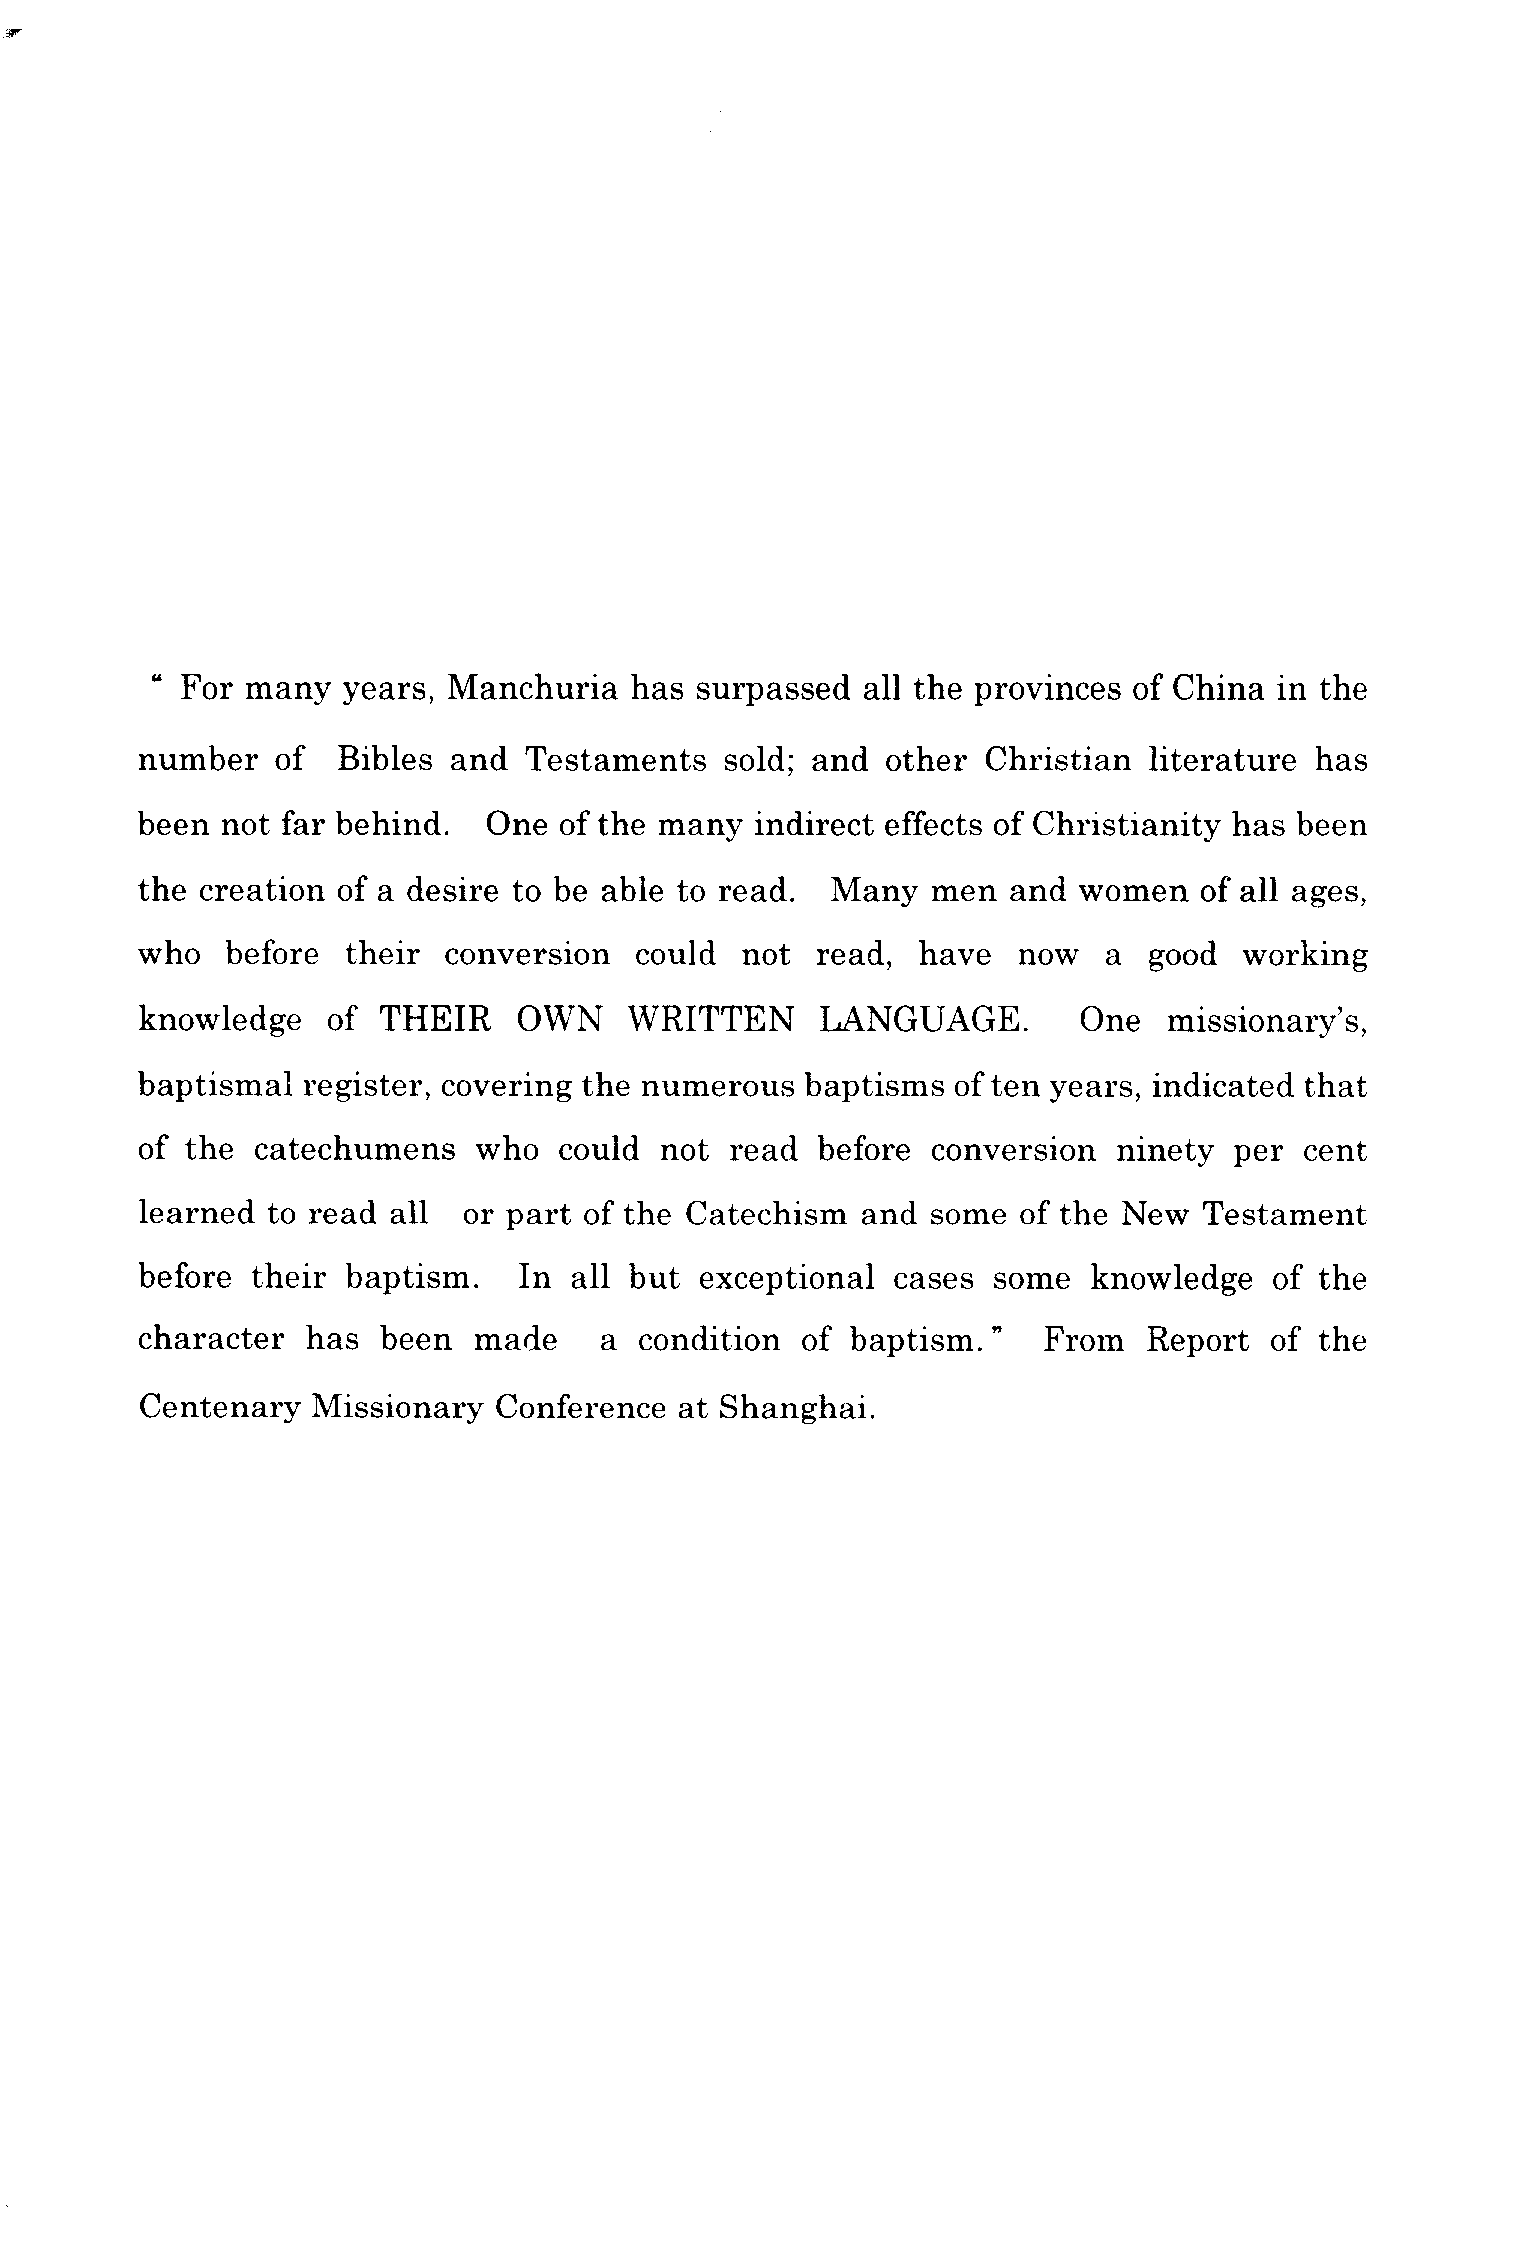 “ For many years, Manchuria has surpassed all the provinces of China in the
number of Bibles and Testaments sold; and other Christian literature has
been not far behind. One of the many indirect effects of Christianity has been
the creation of a desire to be able to read. Many men and women of all ages,
who before their conversion could not read, have now a good working
knowledge of THEIR OWN WRITTEN LANGUAGE. One missionary's,
baptismal register, covering the numerous baptisms of ten years, indicated that
of the catechumens who could not read before conversion ninety per cent
learned to read all or part of the Catechism and some of the New Testament
before their baptism. In all but exceptional cases some knowledge of the
character has been made a condition of baptism. ” From Report of the
Centenary Missionary Conference at Shanghai.